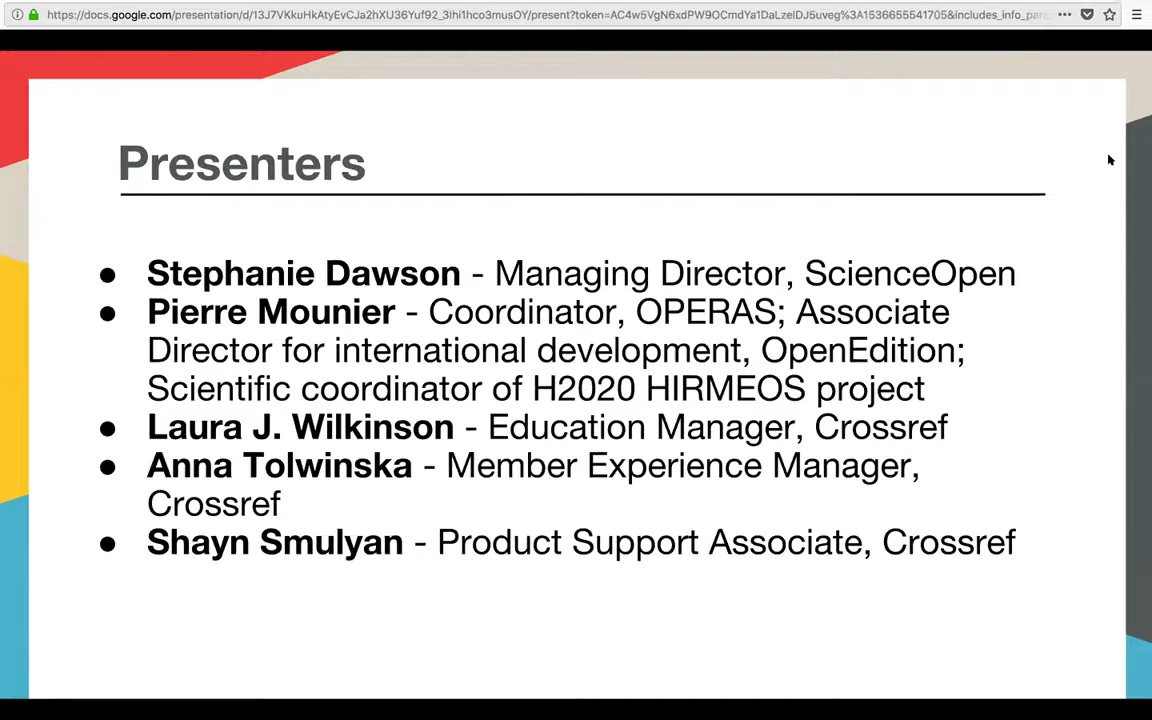 https://docs.google.com/presentation/d/13J7VKkuHkAtyEvCJa2hXU36Yuf92_3lhi1hco3musOY/present?token=AC4w5VgN6xdPW9OCmdYa1DaLzelDJ5uveg%3A1536655541705&includes_info_par
Presenters
● Stephanie Dawson - Managing Director, ScienceOpen
● Pierre Mounier - Coordinator, OPERAS; Associate
Director for international development, OpenEdition;
Scientific coordinator of H2020 HIRMEOS project
● Laura J. Wilkinson - Education Manager, Crossref
● Anna Tolwinska - Member Experience Manager,
Crossref
● Shayn Smulyan - Product Support Associate, Crossref